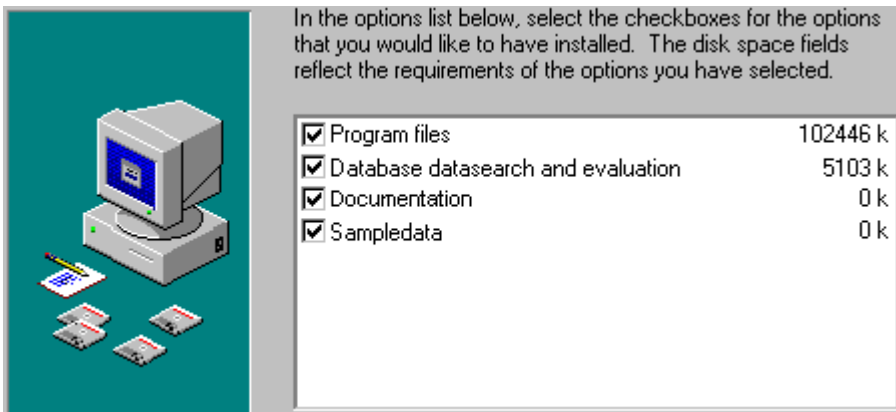 In the options list below, select the checkboxes for the options
that you would like to have installed.  The disk space fields
reflect the requirements of the options you have selected.
Program files 102446 k
Database datasearch and evaluation 5103 k
Documentation 0 k
Sampledata 0 k